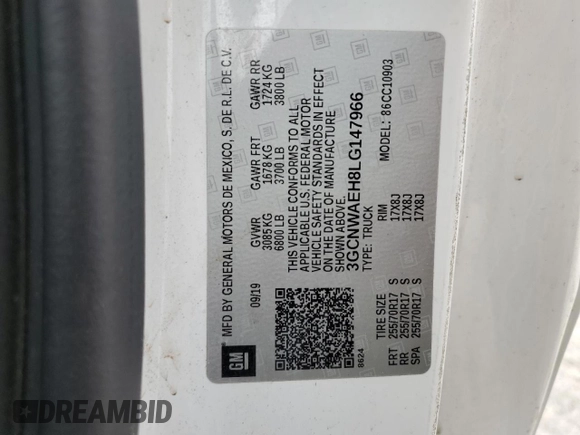 MFD BY GENERAL MOTORS DE MEXICO, S. DE R.L. DE C.V.
09/19 GVWR GAWR FRT GAWR RR
3085 KG 1678 KG 1724 KG
6800 LB 3700 LB 3800 LB
THIS VEHICLE CONFORMS TO ALL
APPLICABLE U.S. FEDERAL MOTOR
VEHICLE SAFETY STANDARDS IN EFFECT
ON THE DATE OF MANUFACTURE
SHOWN ABOVE.
3GCNWAEH8LG147966
TYPE: TRUCK MODEL: 86CC10903
8624
TIRE SIZE RIM
FRT 255/70R17 S 17X8J
RR 255/70R17 S 17X8J
SPA 255/70R17 S 17X8J
GM
DREAMBID